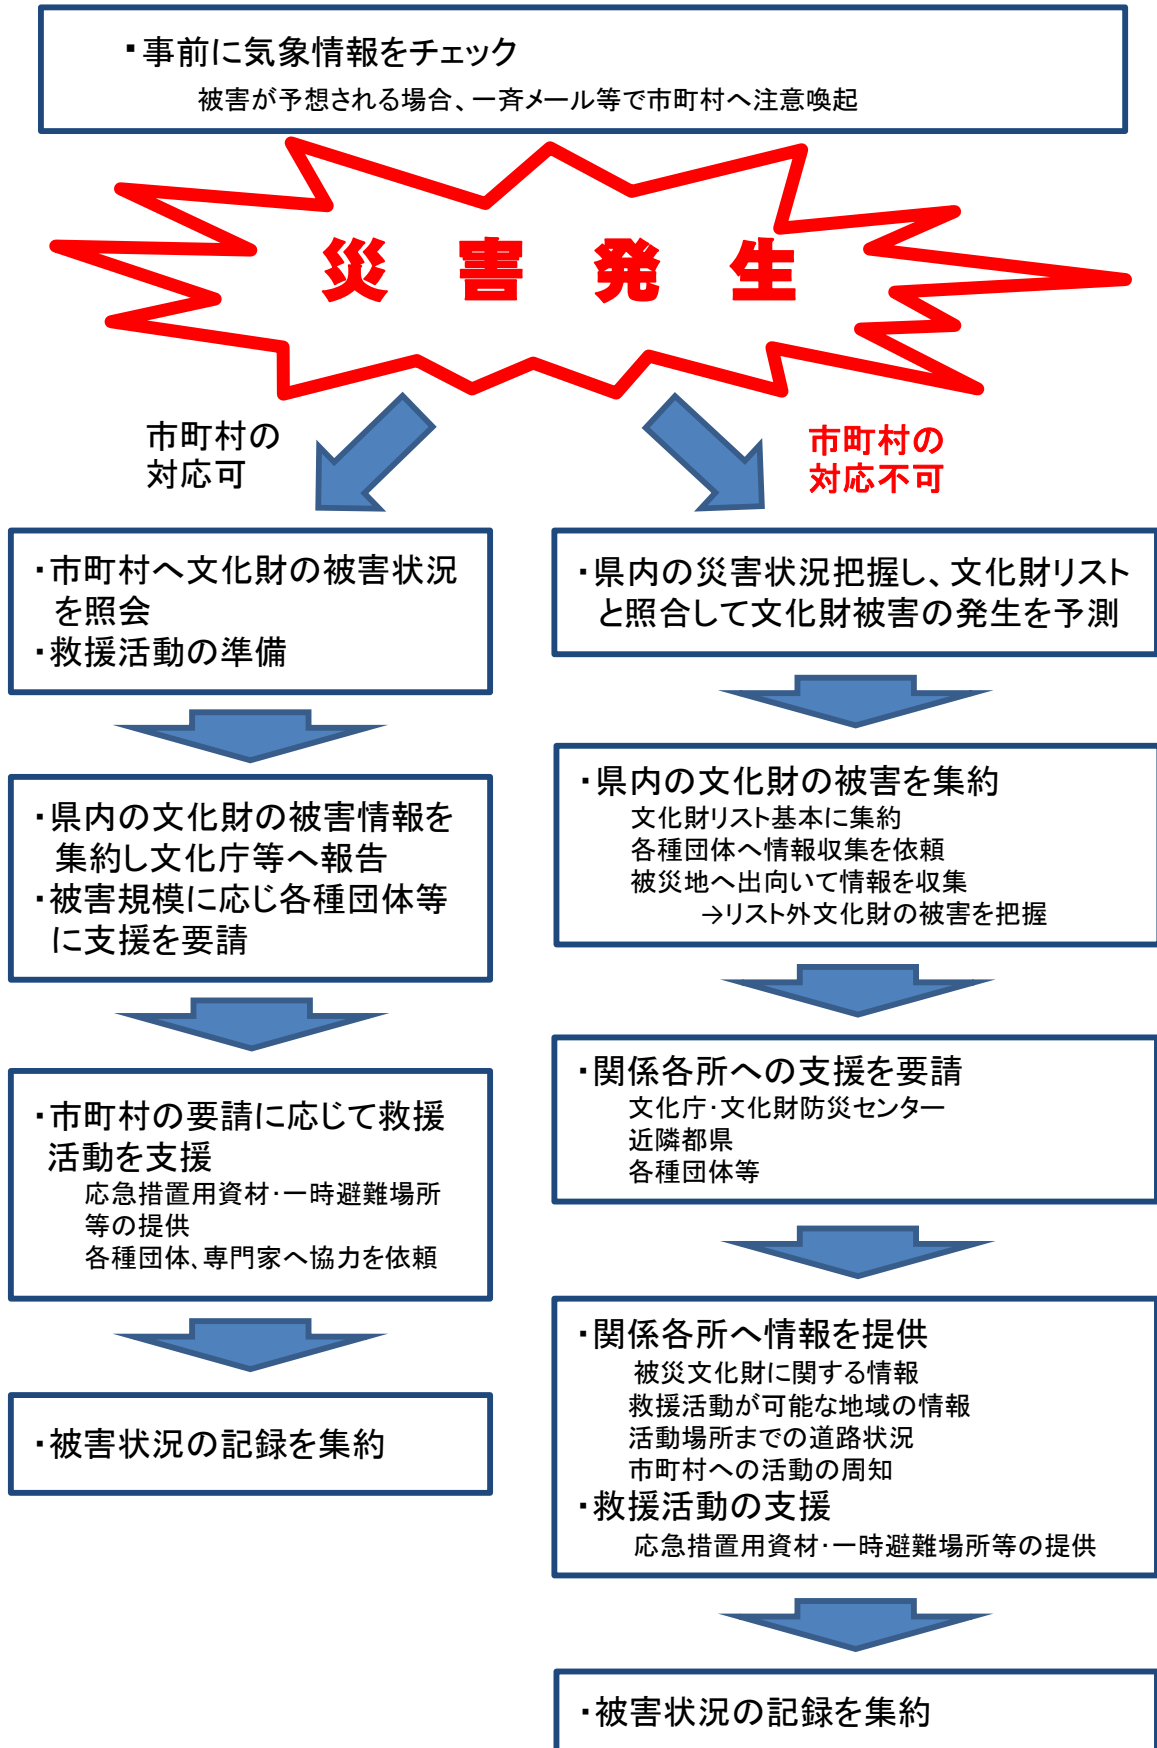 ・事前に気象情報をチェック
被害が予想される場合、一斉メール等で市町村へ注意喚起
災害発生
市町村の
対応可
・市町村へ文化財の被害状況
を照会
・救援活動の準備
・県内の文化財の被害情報を
集約し文化庁等へ報告
・被害規模に応じ各種団体等
に支援を要請
・市町村の要請に応じて救援
活動を支援
応急措置用資材・一時避難場所
等の提供
各種団体、専門家へ協力を依頼
・被害状況の記録を集約
市町村の
対応不可
・県内の災害状況把握し、文化財リスト
と照合して文化財被害の発生を予測
・県内の文化財の被害を集約
文化財リスト基本に集約
各種団体へ情報収集を依頼
被災地へ出向いて情報を収集
→リスト外文化財の被害を把握
・関係各所への支援を要請
文化庁・文化財防災センター
近隣都県
各種団体等
・関係各所へ情報を提供
被災文化財に関する情報
救援活動が可能な地域の情報
活動場所までの道路状況
市町村への活動の周知
・救援活動の支援
応急措置用資材・一時避難場所等の提供
・被害状況の記録を集約